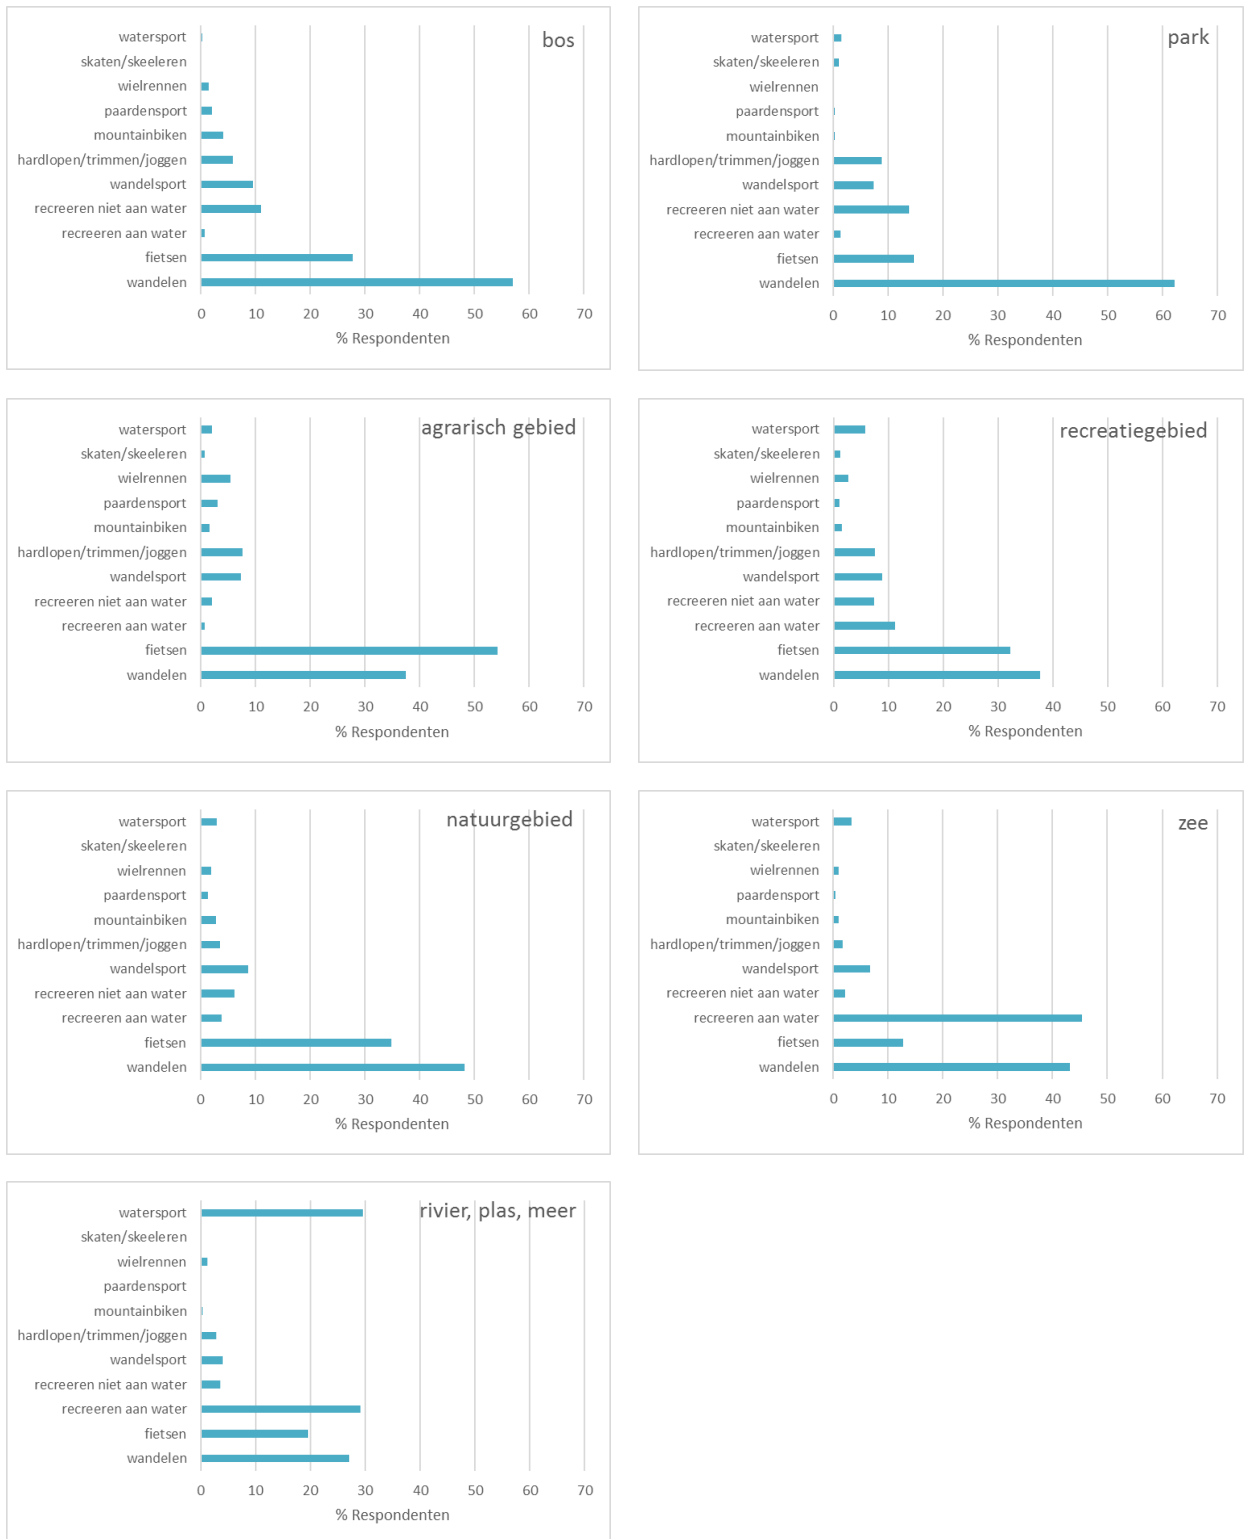 bos
watersport
skaten/skeeleren
wielrennen
paardensport
mountainbiken
hardlopen/trimmen/joggen
wandelsport
recreeren niet aan water
recreeren aan water
fietsen
wandelen
0 10 20 30 40 50 60 70
% Respondenten
park
watersport
skaten/skeeleren
wielrennen
paardensport
mountainbiken
hardlopen/trimmen/joggen
wandelsport
recreeren niet aan water
recreeren aan water
fietsen
wandelen
0 10 20 30 40 50 60 70
% Respondenten
agrarisch gebied
watersport
skaten/skeeleren
wielrennen
paardensport
mountainbiken
hardlopen/trimmen/joggen
wandelsport
recreeren niet aan water
recreeren aan water
fietsen
wandelen
0 10 20 30 40 50 60 70
% Respondenten
recreatiegebied
watersport
skaten/skeeleren
wielrennen
paardensport
mountainbiken
hardlopen/trimmen/joggen
wandelsport
recreeren niet aan water
recreeren aan water
fietsen
wandelen
0 10 20 30 40 50 60 70
% Respondenten
natuurgebied
watersport
skaten/skeeleren
wielrennen
paardensport
mountainbiken
hardlopen/trimmen/joggen
wandelsport
recreeren niet aan water
recreeren aan water
fietsen
wandelen
0 10 20 30 40 50 60 70
% Respondenten
zee
watersport
skaten/skeeleren
wielrennen
paardensport
mountainbiken
hardlopen/trimmen/joggen
wandelsport
recreeren niet aan water
recreeren aan water
fietsen
wandelen
0 10 20 30 40 50 60 70
% Respondenten
rivier, plas, meer
watersport
skaten/skeeleren
wielrennen
paardensport
mountainbiken
hardlopen/trimmen/joggen
wandelsport
recreeren niet aan water
recreeren aan water
fietsen
wandelen
0 10 20 30 40 50 60 70
% Respondenten